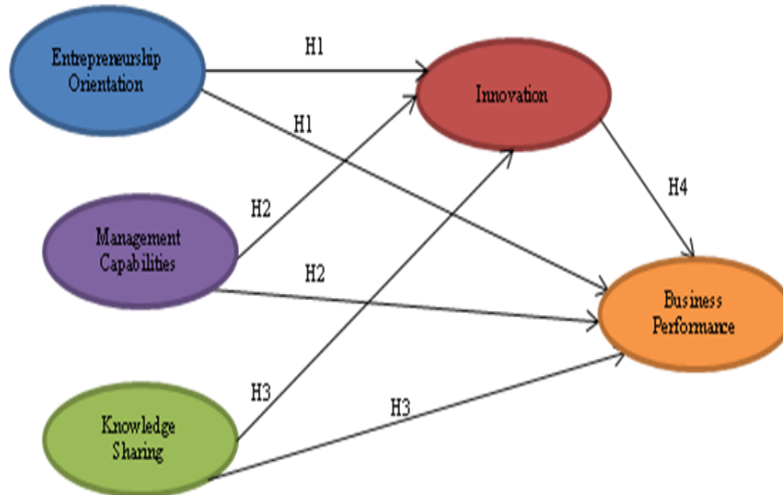 Entrepreneurship
Orientation
H1
Innovation
H1
H4
H2
Management
Capabilities
H2
Business
Performance
H3
H3
Knowledge
Sharing